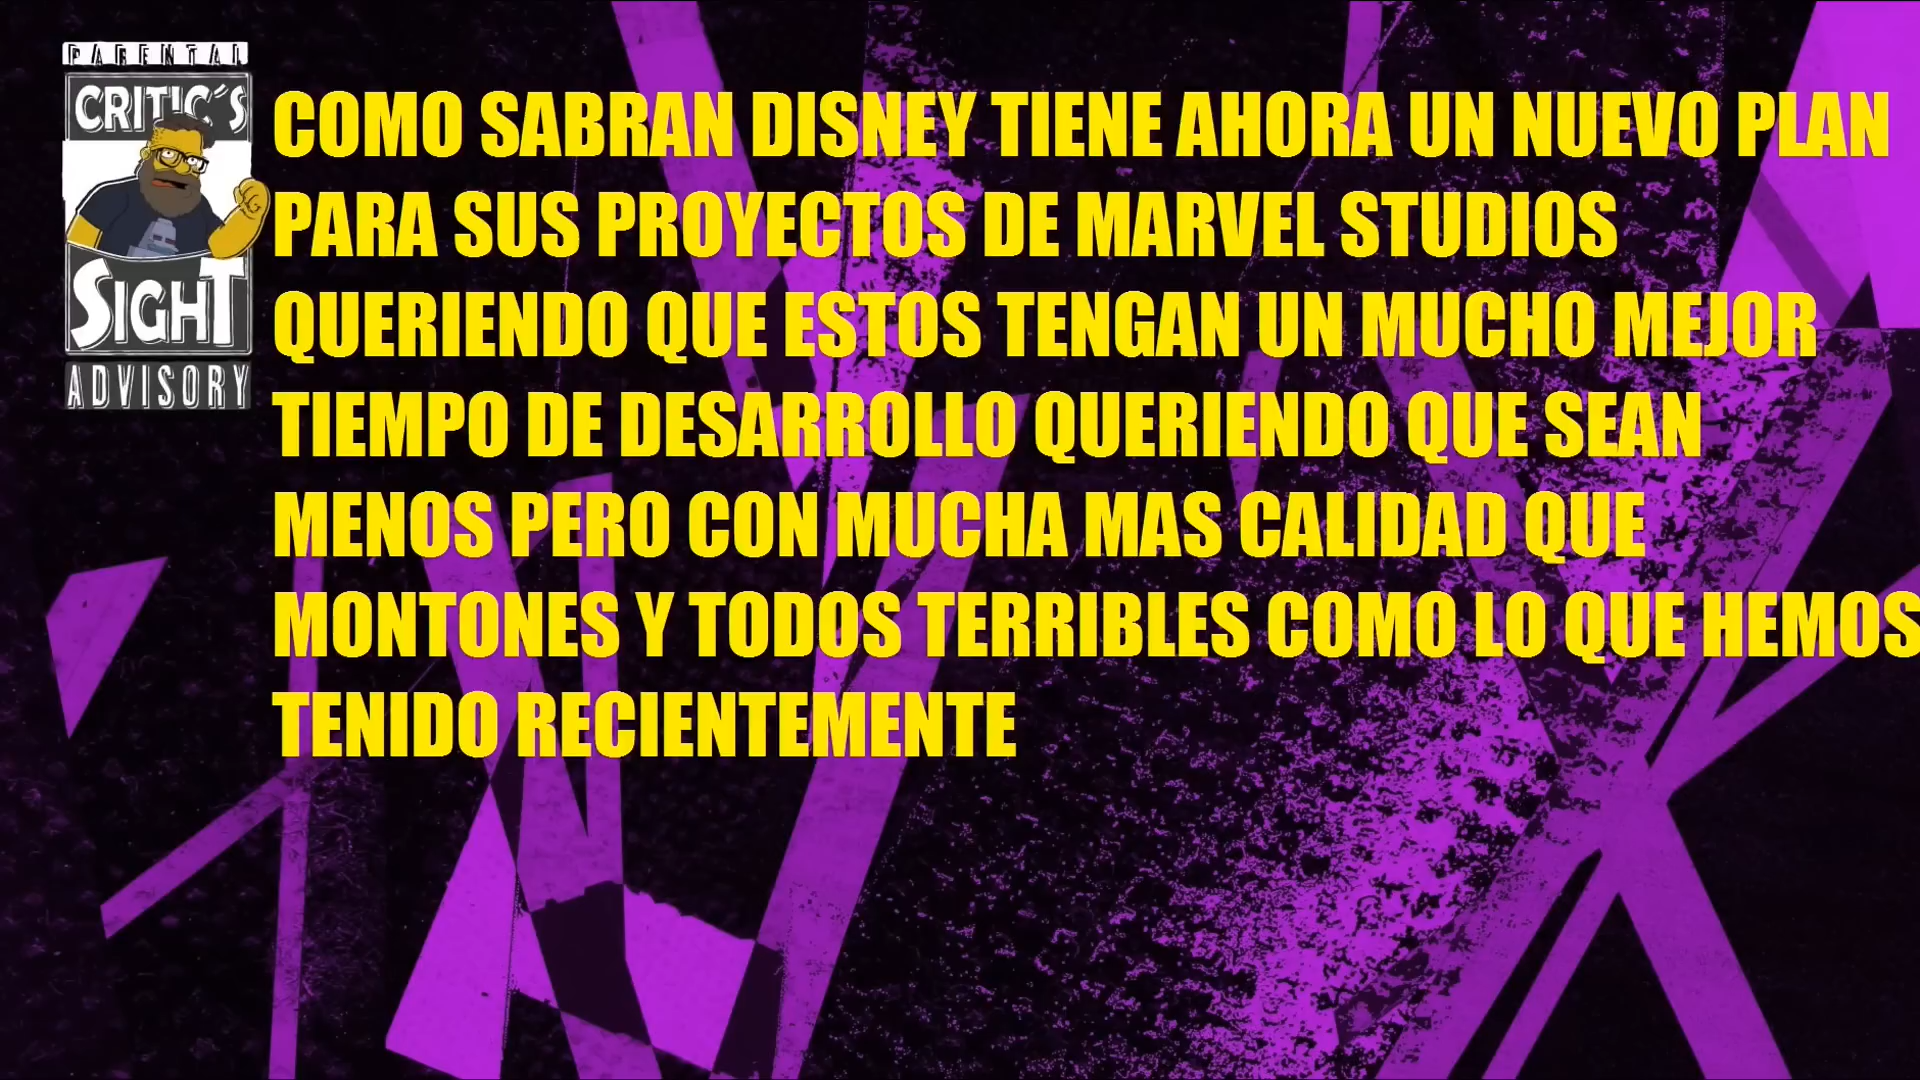 PARENTAL
CRITIC´S
SIGHT
ADVISORY
COMO SABRAN DISNEY TIENE AHORA UN NUEVO PLAN
PARA SUS PROYECTOS DE MARVEL STUDIOS
QUERIENDO QUE ESTOS TENGAN UN MUCHO MEJOR
TIEMPO DE DESARROLLO QUERIENDO QUE SEAN
MENOS PERO CON MUCHA MAS CALIDAD QUE
MONTONES Y TODOS TERRIBLES COMO LO QUE HEMOS
TENIDO RECIENTEMENTE